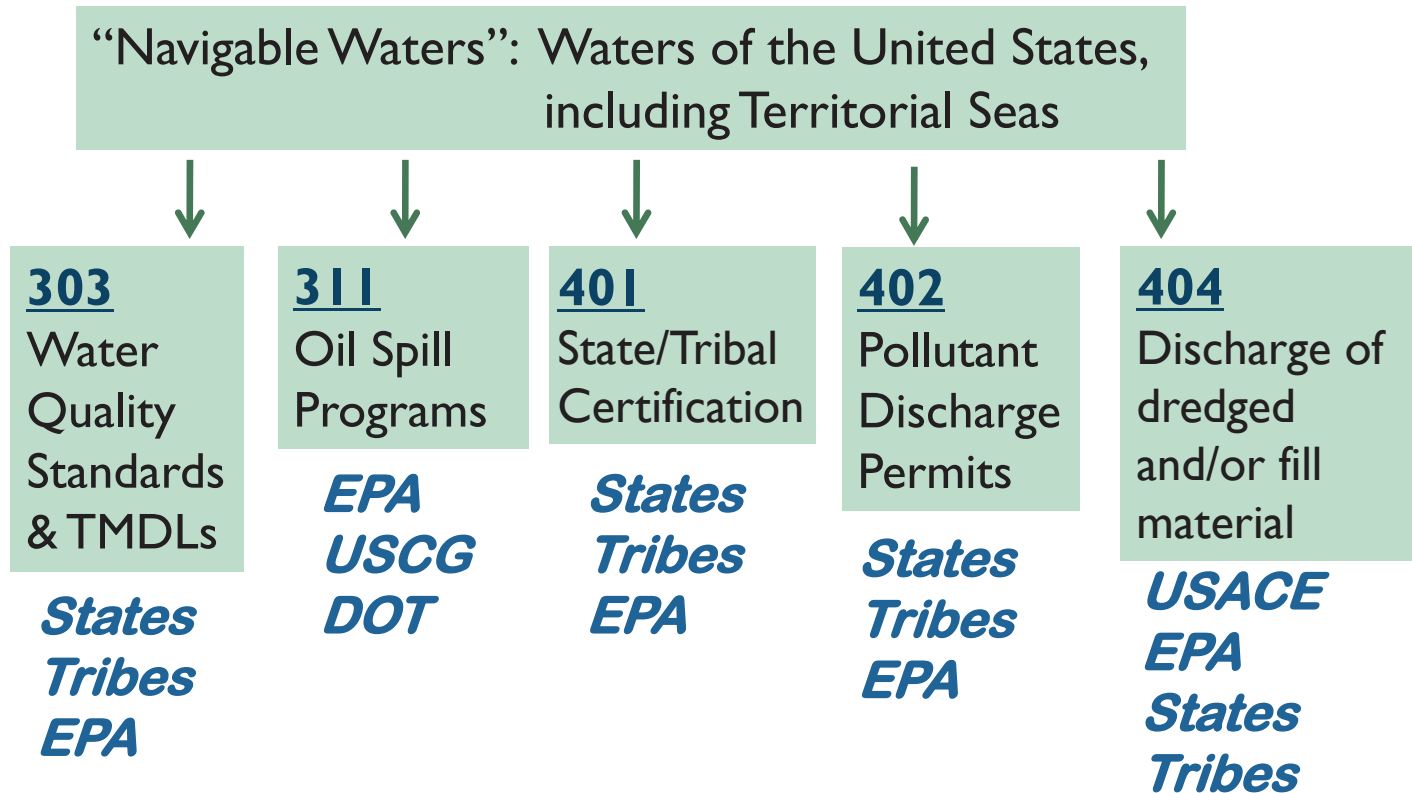 “Navigable Waters”: Waters of the United States,
including Territorial Seas
303
Water
Quality
Standards
& TMDLs
States
Tribes
EPA
311
Oil Spill
Programs
EPA
USCG
DOT
401
State/Tribal
Certification
States
Tribes
EPA
402
Pollutant
Discharge
Permits
States
Tribes
EPA
404
Discharge of
dredged
and/or fill
material
USACE
EPA
States
Tribes